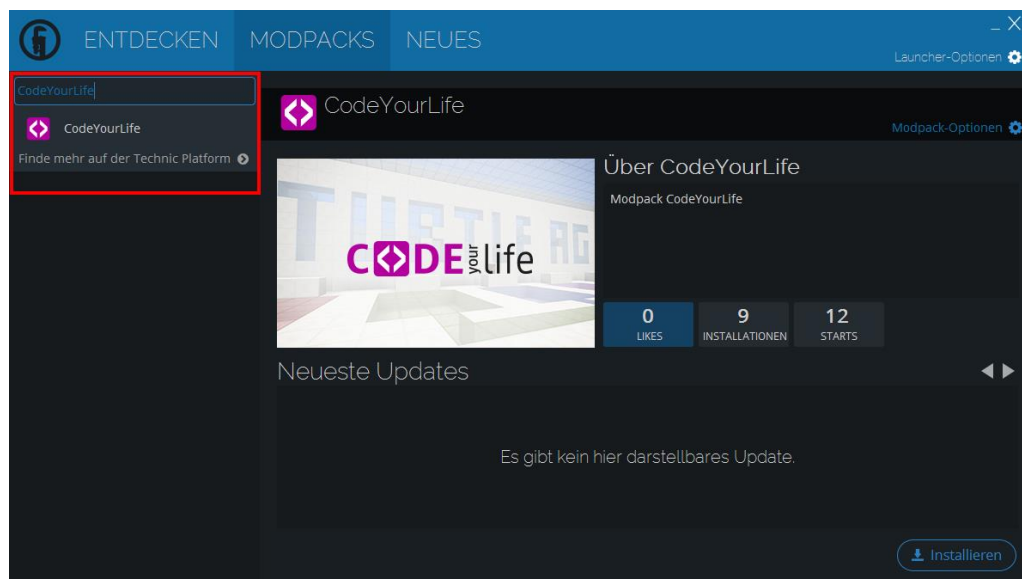 ENTDECKEN MODPACKS NEUES
Launcher-Optionen
CodeYourLife
CodeYourLife
Finde mehr auf der Technic Platform
CodeYourLife
Modpack-Optionen
TURTLE AG
CODE your life
Über CodeYourLife
Modpack CodeYourLife
0 9 12
LIKES INSTALLATIONEN STARTS
Neueste Updates
Es gibt kein hier darstellbares Update.
Installieren